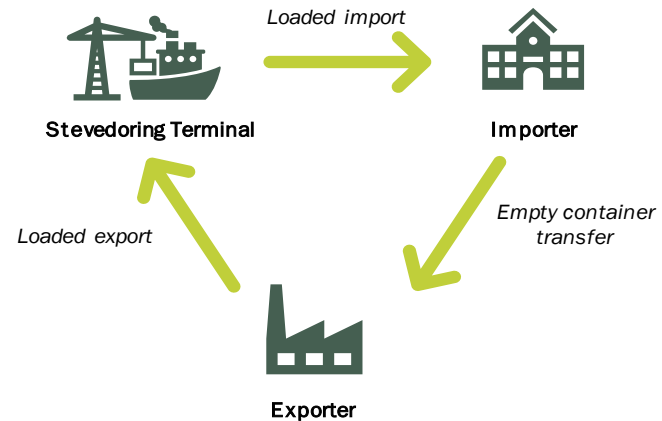 Loaded import
Stevedoring Terminal
Importer
Empty container
transfer
Loaded export
Exporter